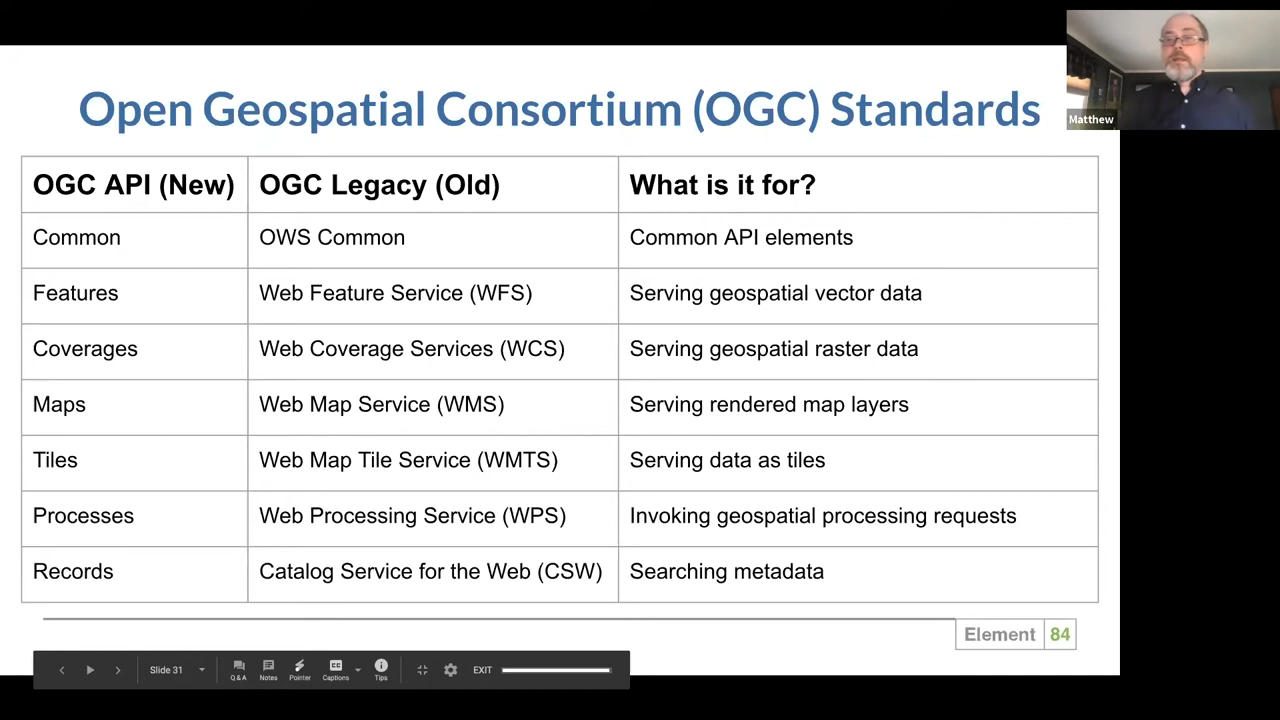 Open Geospatial Consortium (OGC) Standards
Matthew
OGC API (New) OGC Legacy (Old) What is it for?
Common OWS Common Common API elements
Features Web Feature Service (WFS) Serving geospatial vector data
Coverages Web Coverage Services (WCS) Serving geospatial raster data
Maps Web Map Service (WMS) Serving rendered map layers
Tiles Web Map Tile Service (WMTS) Serving data as tiles
Processes Web Processing Service (WPS) Invoking geospatial processing requests
Records Catalog Service for the Web (CSW) Searching metadata
Element 84
Slide 31 Q&A Notes Pointer CC Captions Tips EXIT